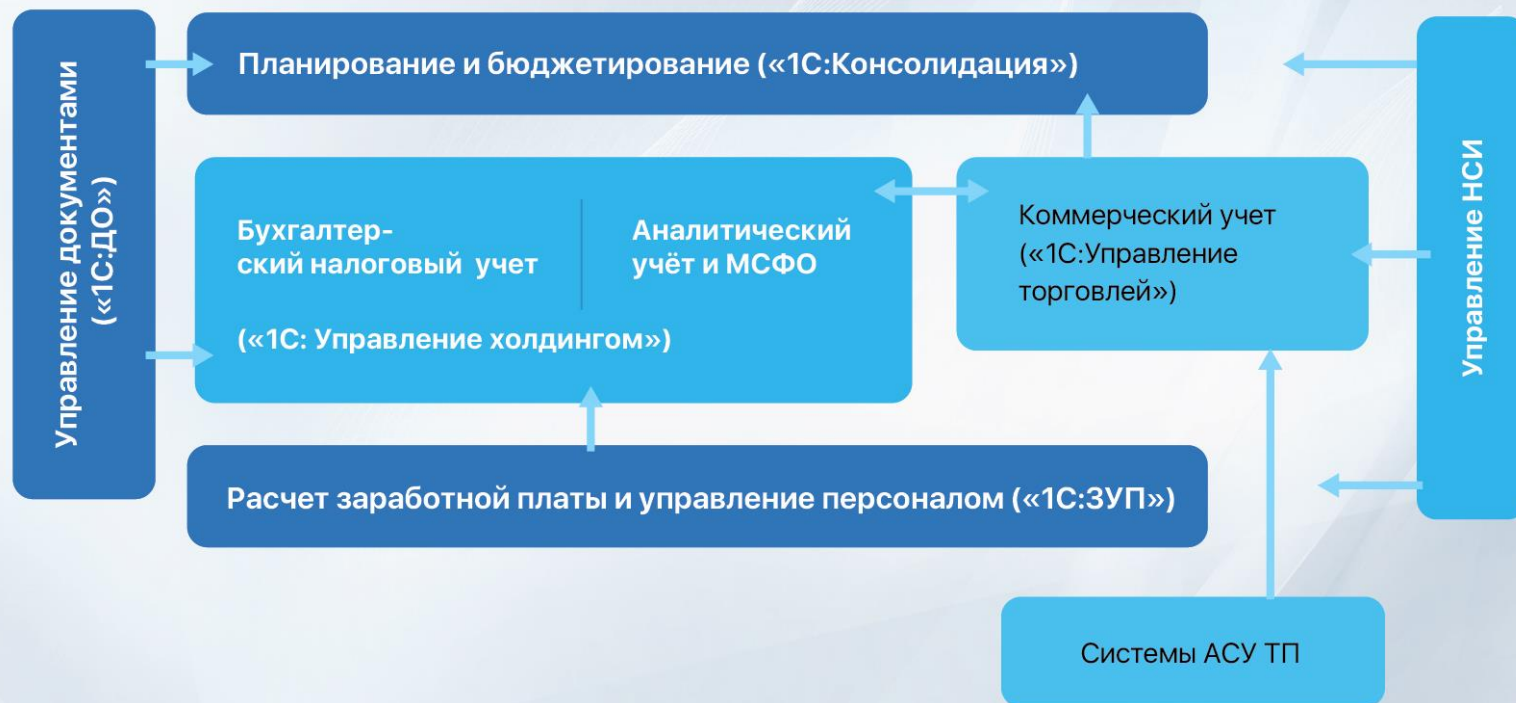 Управление документами
(«1С:ДО»)
Планирование и бюджетирование («1С:Консолидация»)
Бухгалтер-
ский налоговый учет
Аналитический
учёт и МСФО
(«1С: Управление холдингом»)
Коммерческий учет
(«1С:Управление
торговлей»)
Управление НСИ
Расчет заработной платы и управление персоналом («1С:ЗУП»)
Системы АСУ ТП